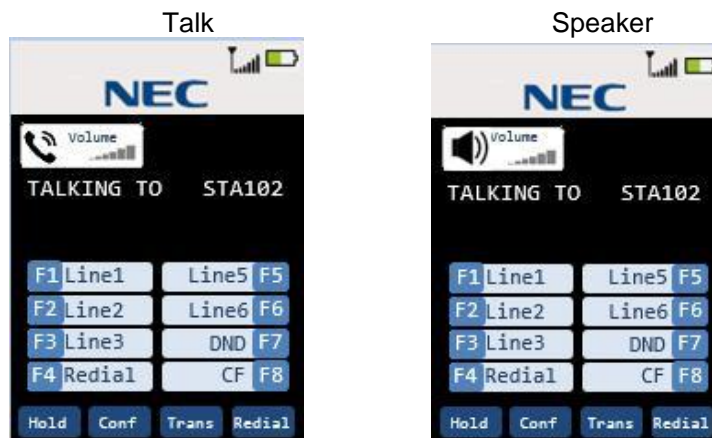 Talk
NEC
Volume
TALKING TO STA102
F1 Line1 Line5 F5
F2 Line2 Line6 F6
F3 Line3 DND F7
F4 Redial CF F8
Hold Conf Trans Redial
Speaker
NEC
Volume
TALKING TO STA102
F1 Line1 Line5 F5
F2 Line2 Line6 F6
F3 Line3 DND F7
F4 Redial CF F8
Hold Conf Trans Redial